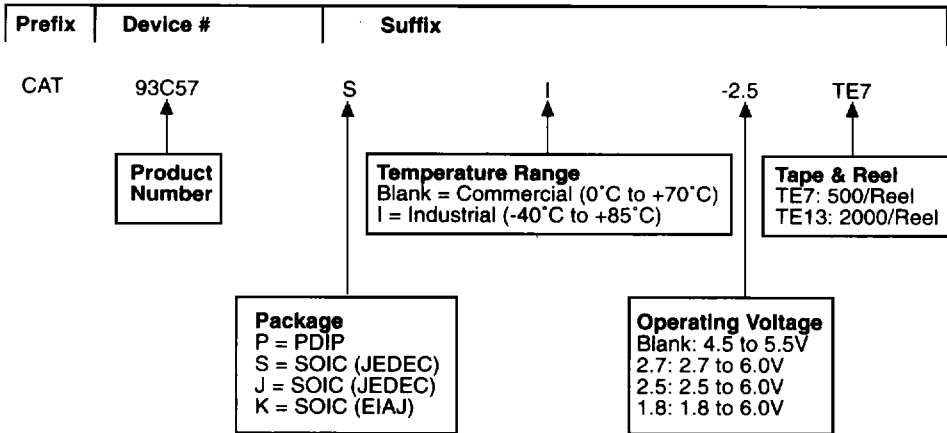 Prefix Device # Suffix
CAT 93C57 S I -2.5 TE7
Product
Number
Temperature Range
Blank = Commercial (0˚C to +70˚C)
I = Industrial (-40˚C to +85˚C)
Tape & Reel
TE7: 500/Reel
TE13: 2000/Reel
Package
P = PDIP
S = SOIC (JEDEC)
J = SOIC (JEDEC)
K = SOIC (EIAJ)
Operating Voltage
Blank: 4.5 to 5.5V
2.7: 2.7 to 6.0V
2.5: 2.5 to 6.0V
1.8: 1.8 to 6.0V